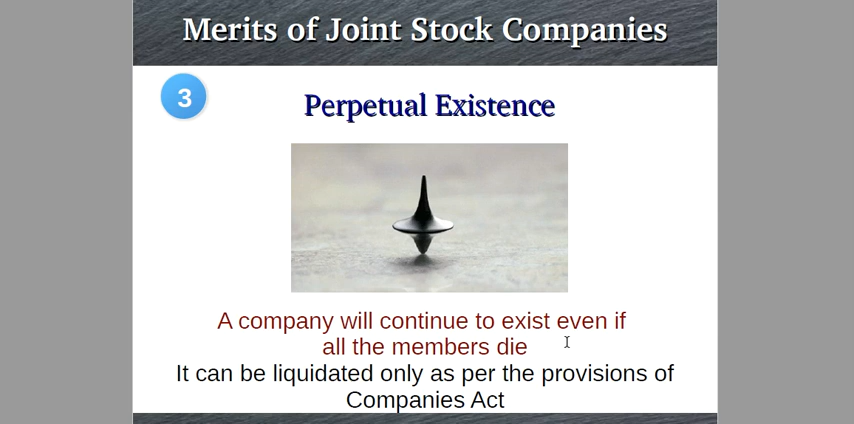 Merits of Joint Stock Companies
3
Perpetual Existence
A company will continue to exist even if
all the members die
It can be liquidated only as per the provisions of
Companies Act